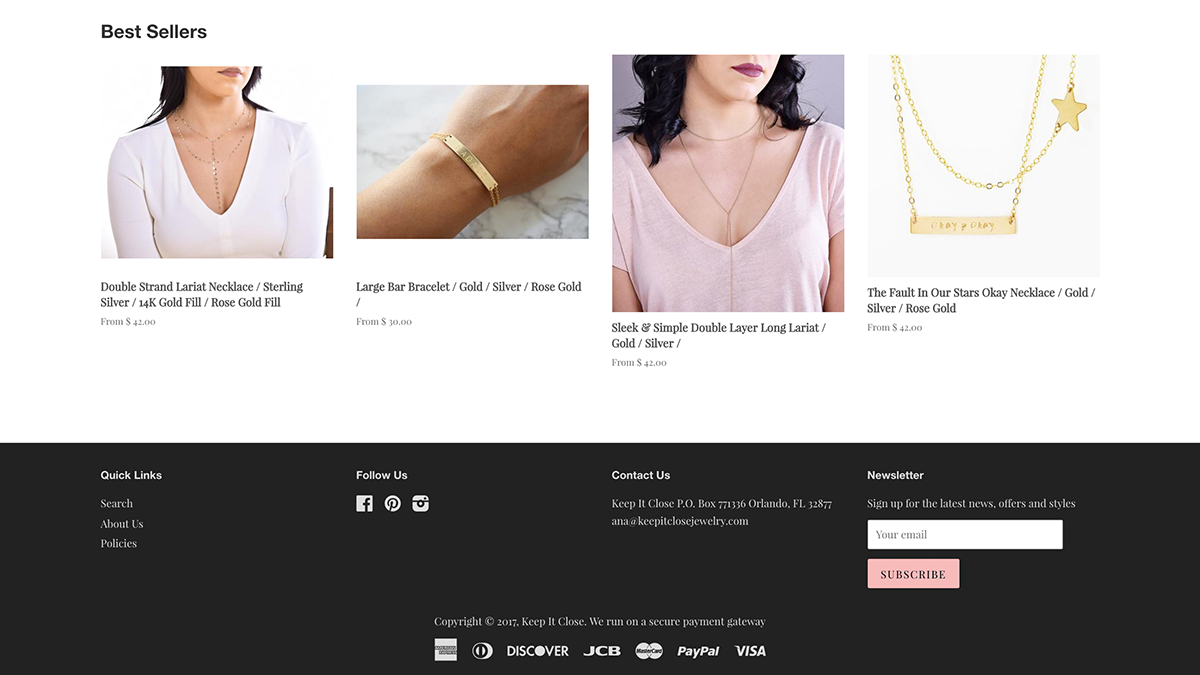 Best Sellers
Double Strand Lariat Necklace / Sterling
Silver / 14K Gold Fill / Rose Gold Fill
From $ 42.00
Large Bar Bracelet / Gold / Silver / Rose Gold
/
From $ 30.00
Sleek & Simple Double Layer Long Lariat /
Gold / Silver /
From $ 42.00
Okay Okay
The Fault In Our Stars Okay Necklace / Gold /
Silver / Rose Gold
From $ 42.00
Quick Links
Search
About Us
Policies
Follow Us
Contact Us
Keep It Close P.O. Box 771336 Orlando, FL 32877
ana@keepitclosejewelry.com
Newsletter
Sign up for the latest news, offers and styles
Your email
SUBSCRIBE
Copyright © 2017, Keep It Close. We run on a secure payment gateway
AMERICAN EXPRESS
DISCOVER
JCB
MasterCard
PayPal
VISA